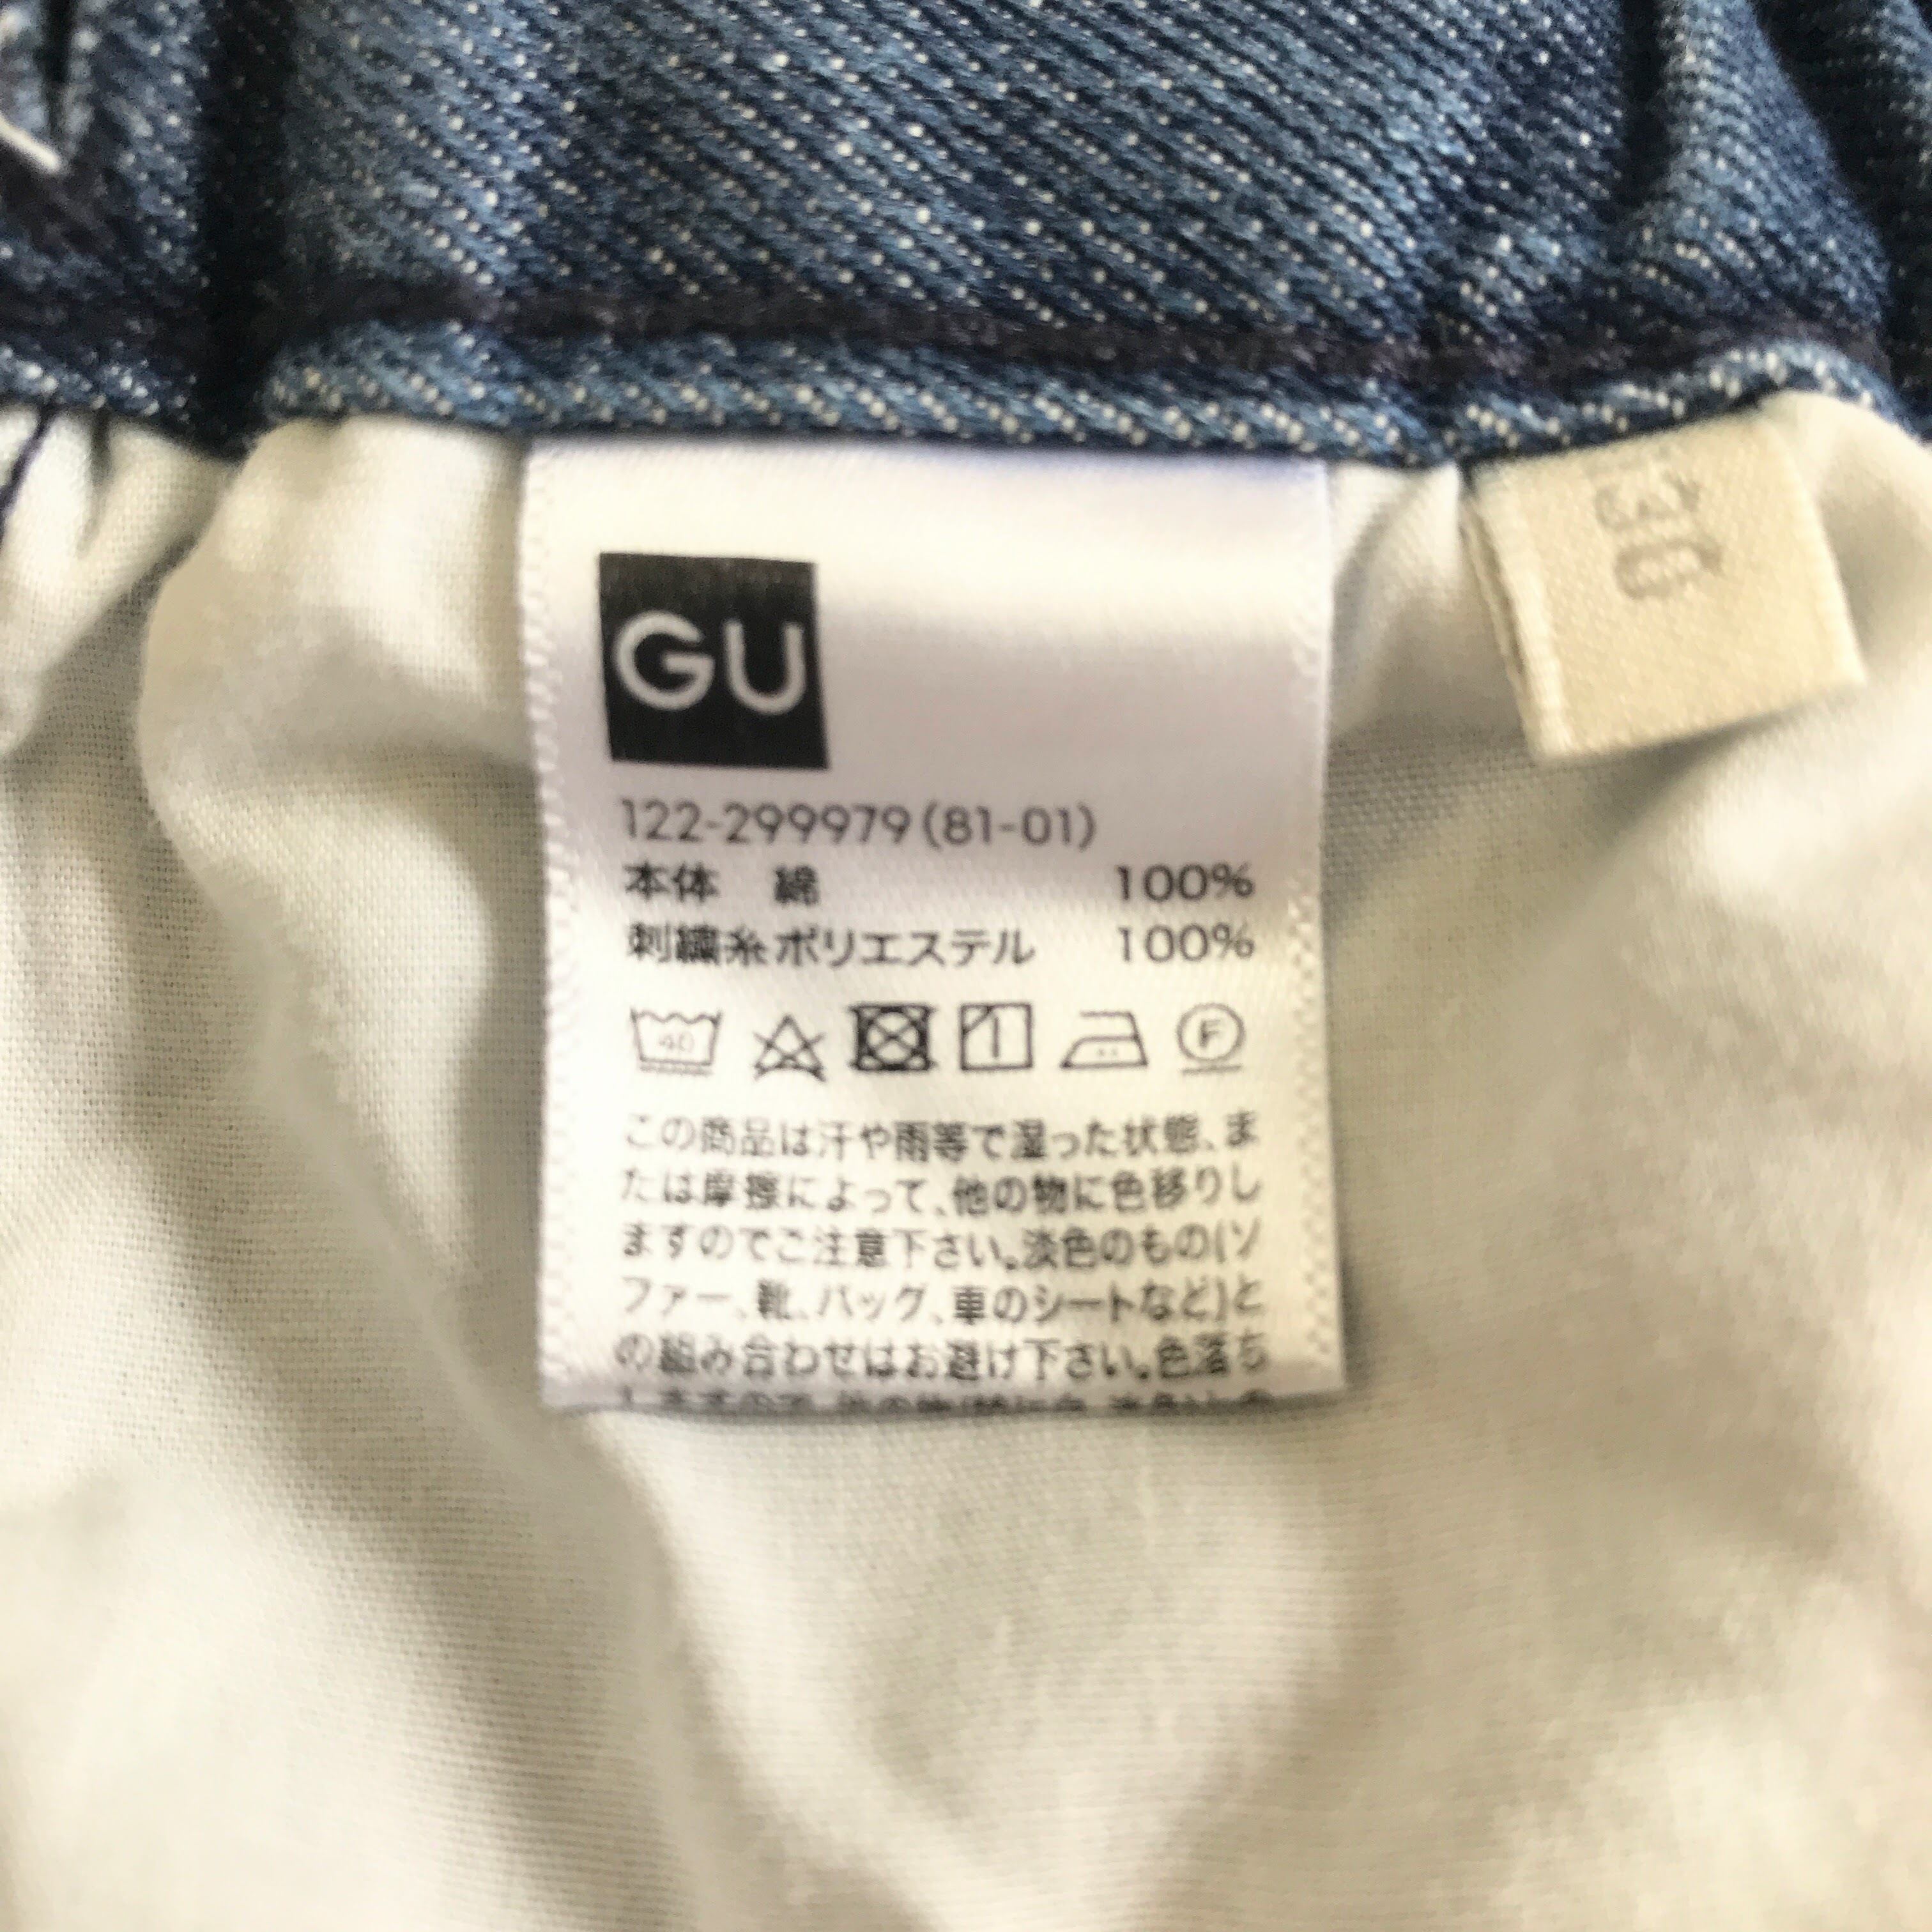 GU
122-299979(81-01)
本体 綿 100%
刺繍糸ポリエステル 100%
40
F
この商品は汗や雨等で湿った状態、ま
たは摩擦によって、他の物に色移りし
ますのでご注意下さい。淡色のもの(ソ
ファー、靴、バッグ、車のシートなど)と
の組み合わせはお避け下さい。色落ち